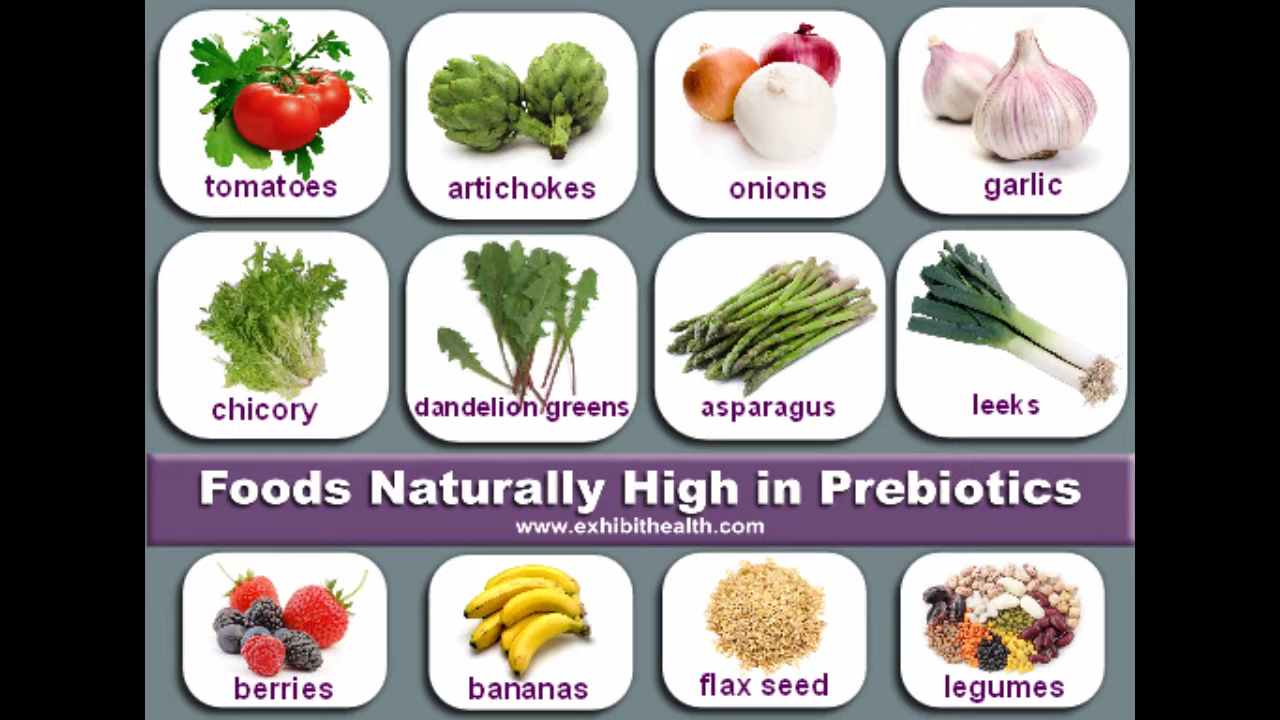 tomatoes
artichokes
onions
garlic
chicory
dandelion greens
asparagus
leeks
Foods Naturally High in Prebiotics
www.exhibithealth.com
berries
bananas
flax seed
legumes